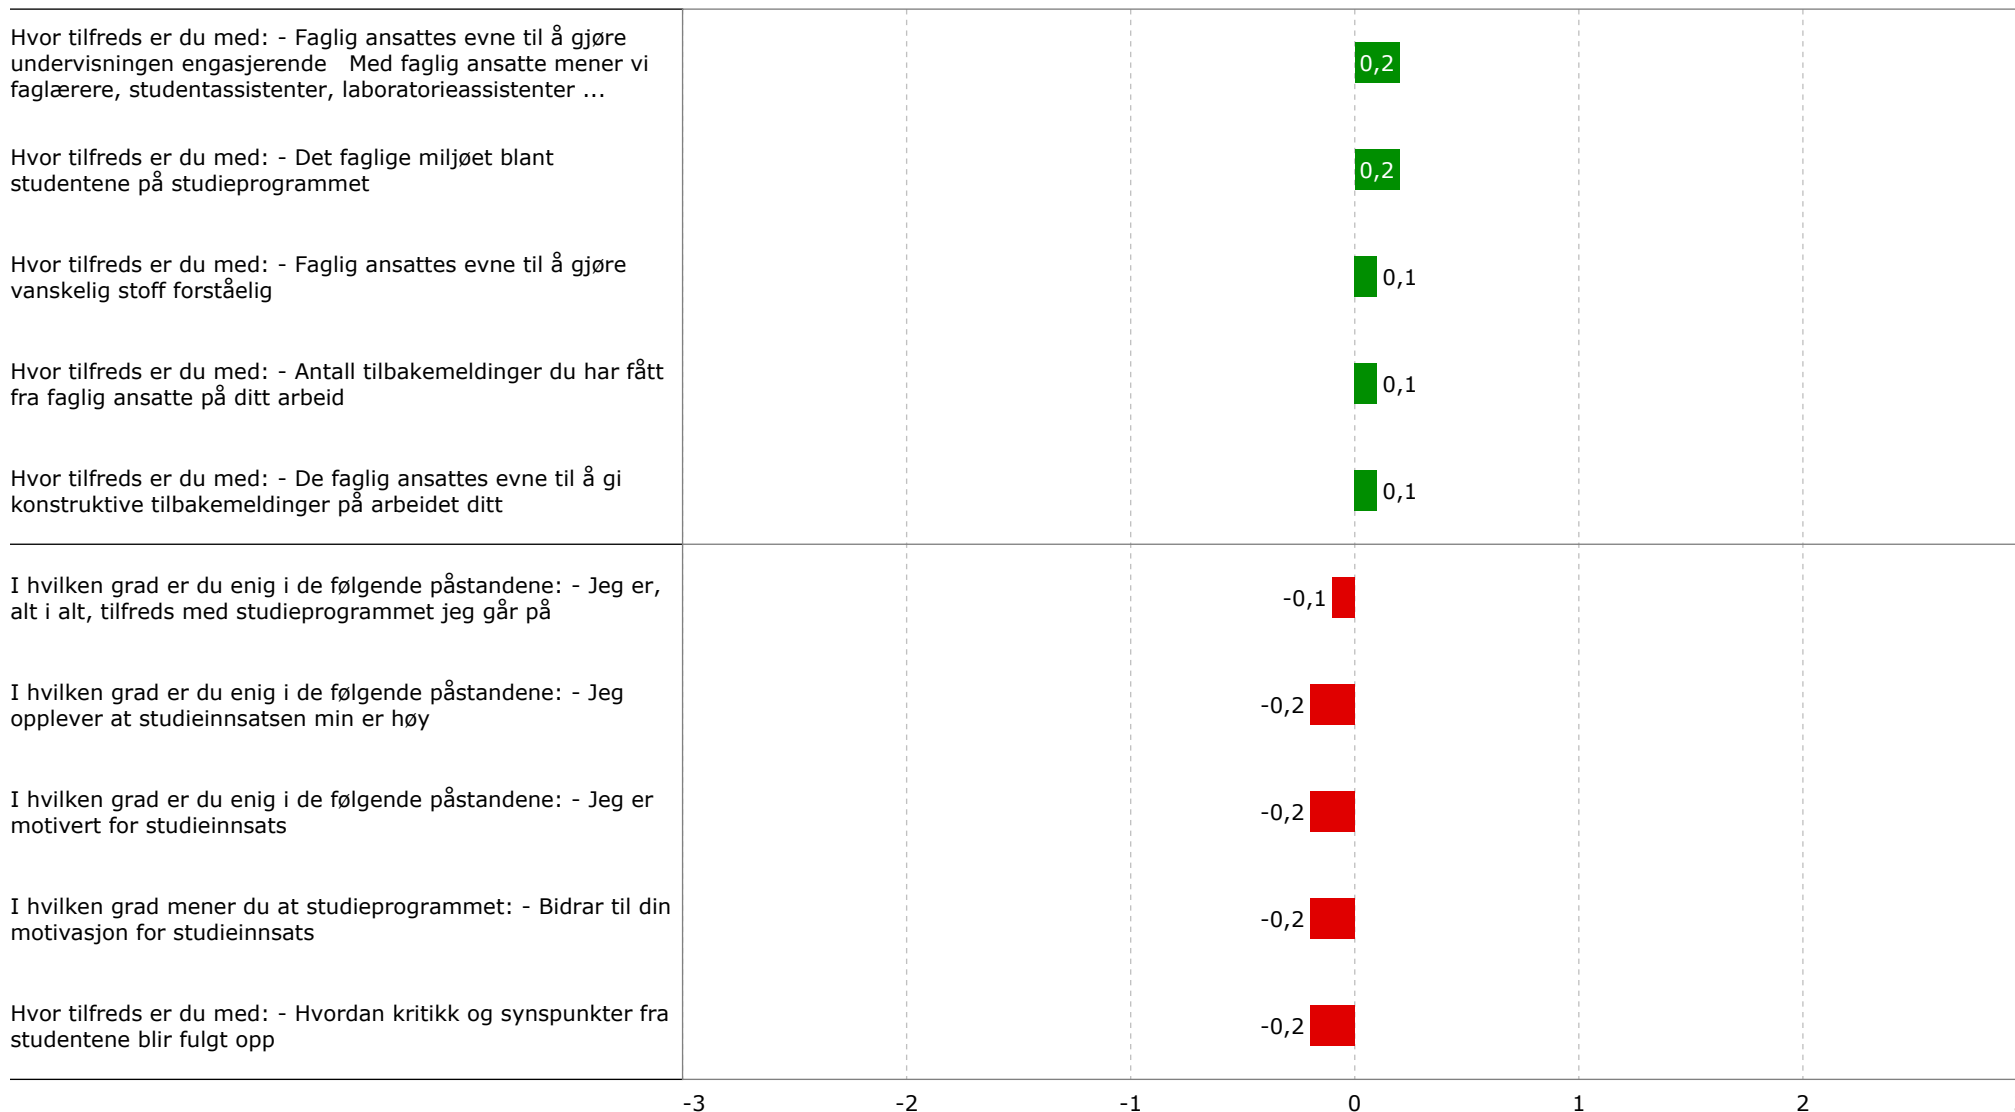 Hvor tilfreds er du med: - Faglig ansattes evne til å gjøre
undervisningen engasjerende   Med faglig ansatte mener vi
faglærere, studentassistenter, laboratorieassistenter ...
0,2
Hvor tilfreds er du med: - Det faglige miljøet blant
studentene på studieprogrammet
0,2
Hvor tilfreds er du med: - Faglig ansattes evne til å gjøre
vanskelig stoff forståelig
0,1
Hvor tilfreds er du med: - Antall tilbakemeldinger du har fått
fra faglig ansatte på ditt arbeid
0,1
Hvor tilfreds er du med: - De faglig ansattes evne til å gi
konstruktive tilbakemeldinger på arbeidet ditt
0,1
I hvilken grad er du enig i de følgende påstandene: - Jeg er,
alt i alt, tilfreds med studieprogrammet jeg går på
-0,1
I hvilken grad er du enig i de følgende påstandene: - Jeg
opplever at studieinnsatsen min er høy
-0,2
I hvilken grad er du enig i de følgende påstandene: - Jeg er
motivert for studieinnsats
-0,2
I hvilken grad mener du at studieprogrammet: - Bidrar til din
motivasjon for studieinnsats
-0,2
Hvor tilfreds er du med: - Hvordan kritikk og synspunkter fra
studentene blir fulgt opp
-0,2
-3 -2 -1 0 1 2